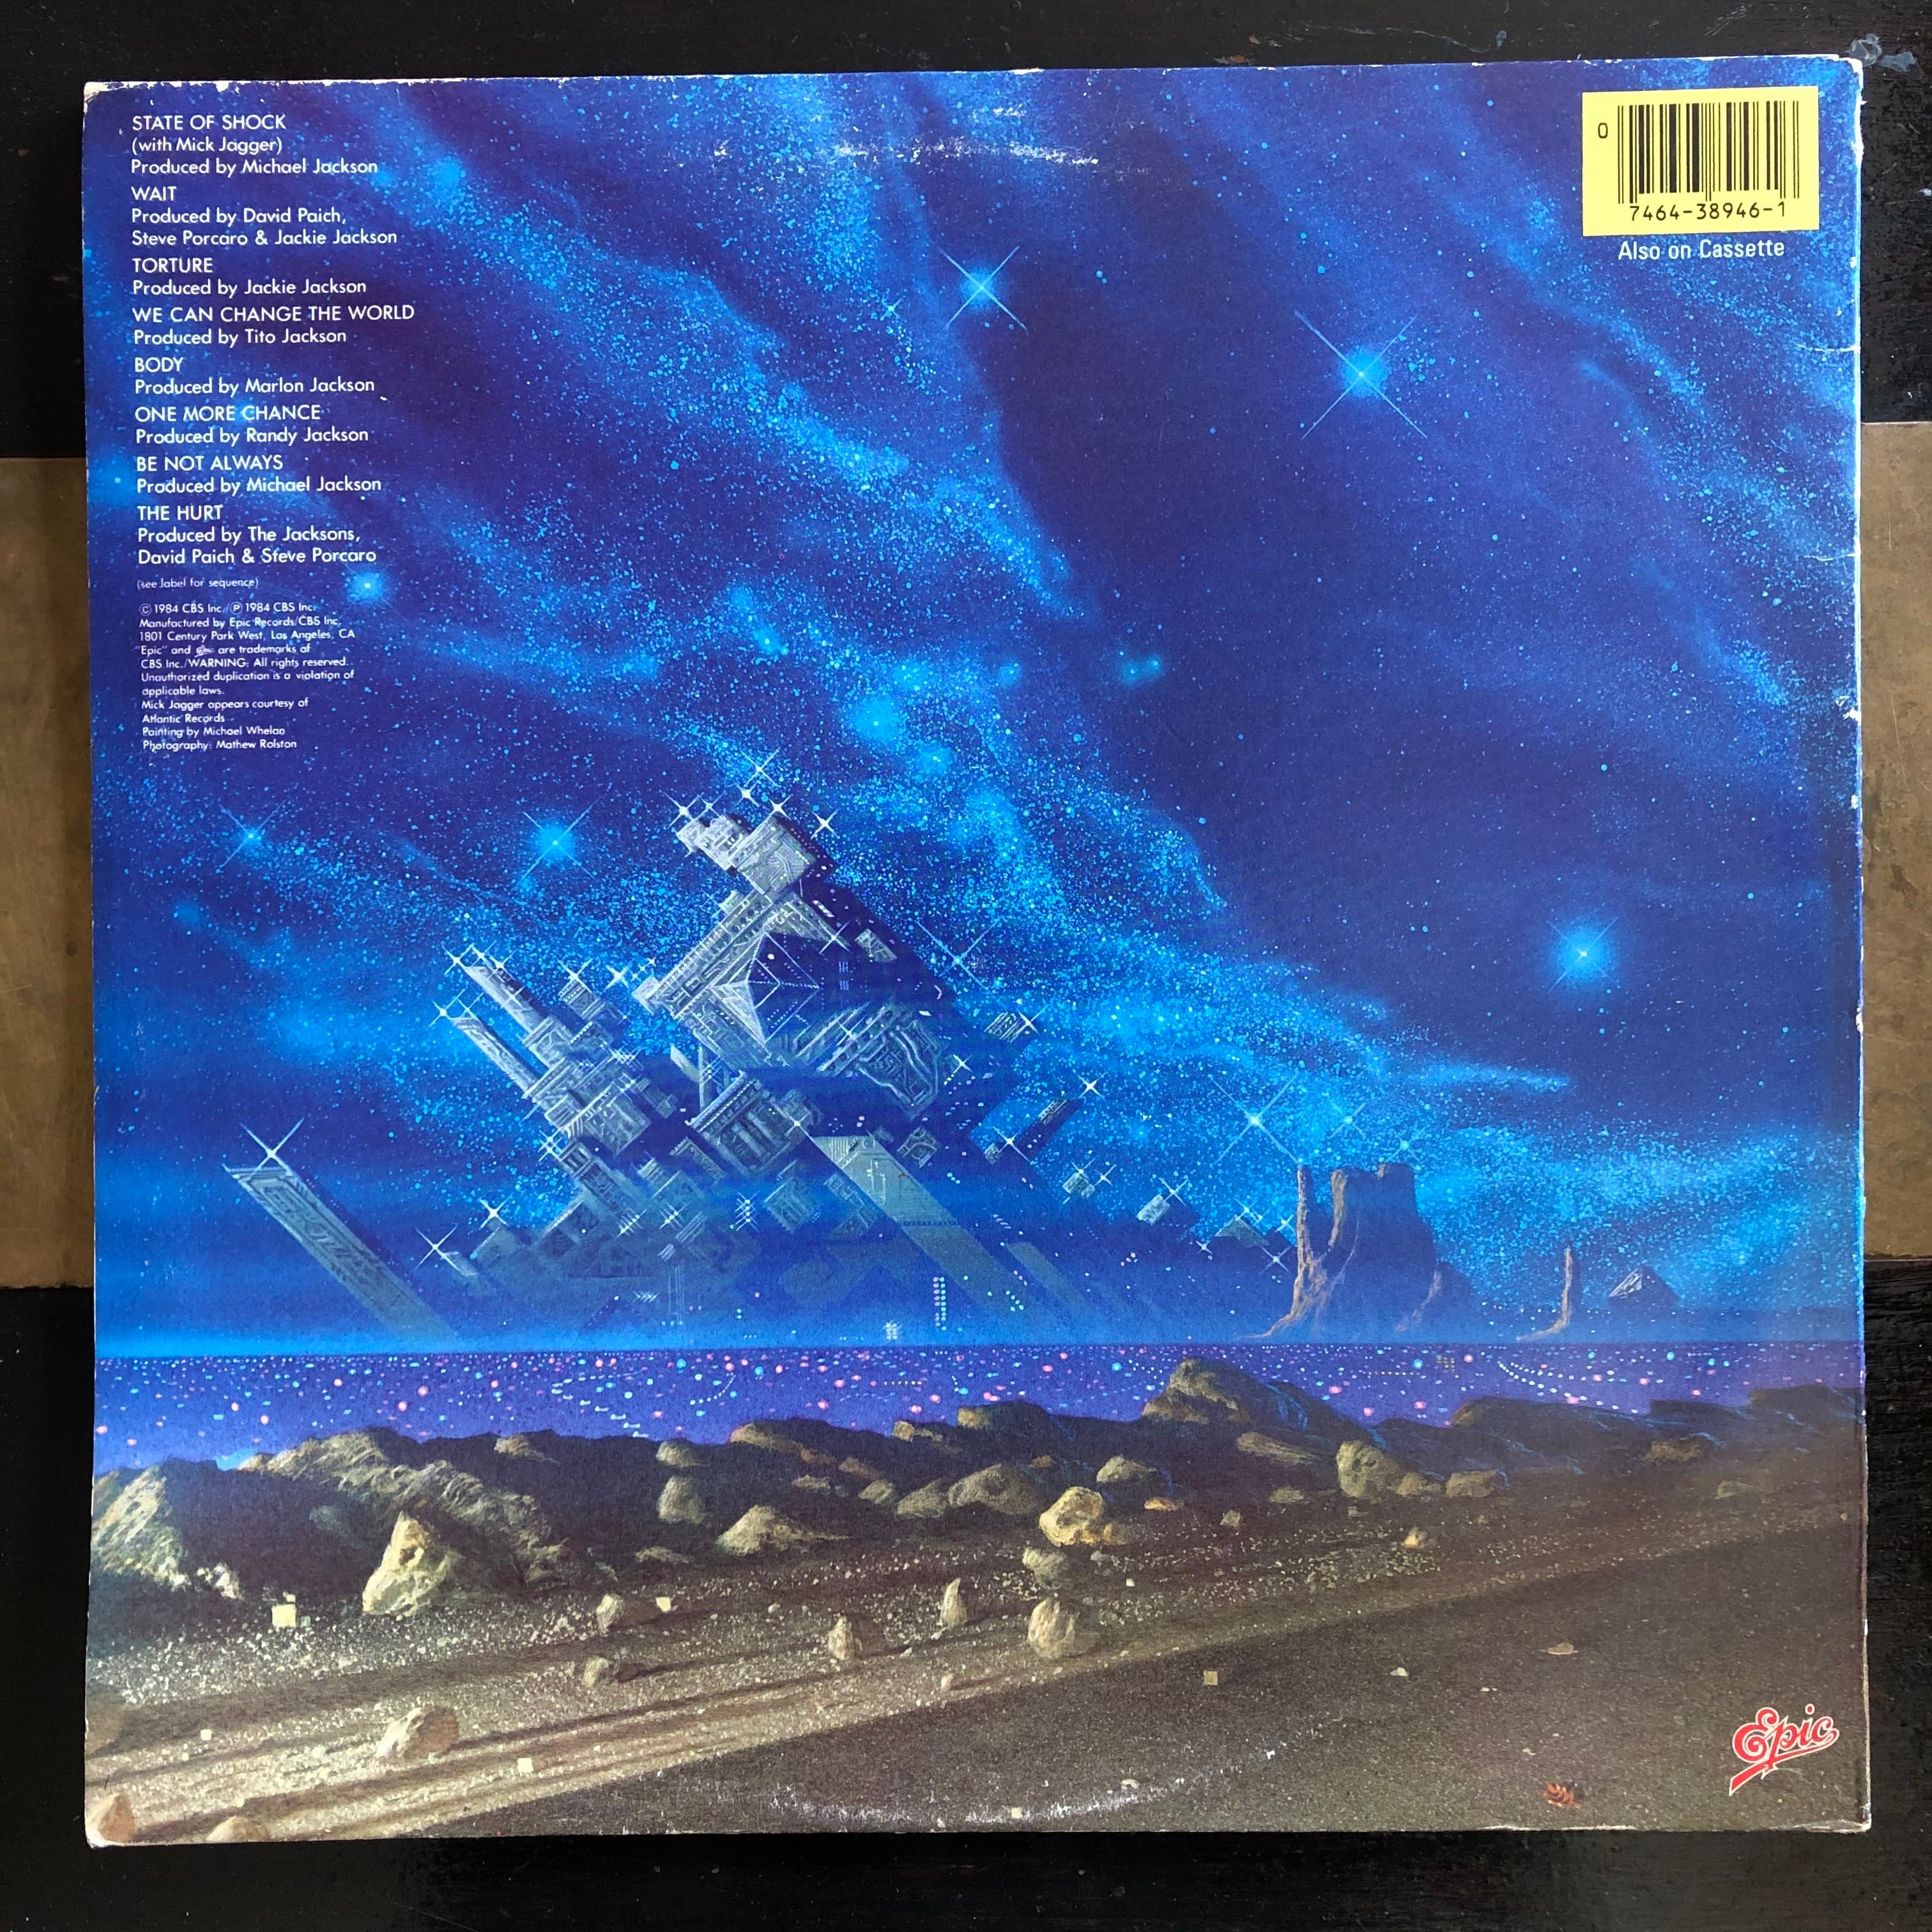 STATE OF SHOCK
(with Mick Jagger)
Produced by Michael Jackson
WAIT
Produced by David Paich,
Steve Porcaro & Jackie Jackson
TORTURE
Produced by Jackie Jackson
WE CAN CHANGE THE WORLD
Produced by Tito Jackson
BODY
Produced by Marlon Jackson
ONE MORE CHANCE
Produced by Randy Jackson
BE NOT ALWAYS
Produced by Michael Jackson
THE HURT
Produced by The Jacksons,
David Paich & Steve Porcaro
(see label for sequence)
© 1984 CBS Inc./℗ 1984 CBS Inc.
Manufactured by Epic Records/CBS Inc.
1801 Century Park West, Los Angeles, CA
"Epic" and Epic are trademarks of
CBS Inc./WARNING: All rights reserved.
Unauthorized duplication is a violation of
applicable laws.
Mick Jagger appears courtesy of
Atlantic Records
Painting by Michael Whelan
Photography: Mathew Rolston
0
7464-38946-1
Also on Cassette
Epic